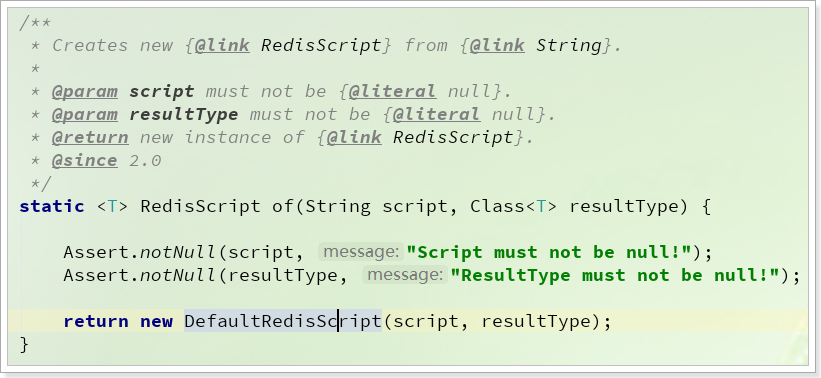 /**
 * Creates new {@link RedisScript} from {@link String}.
 *
 * @param script must not be {@literal null}.
 * @param resultType must not be {@literal null}.
 * @return new instance of {@link RedisScript}.
 * @since 2.0
 */
static <T> RedisScript of(String script, Class<T> resultType) {
    Assert.notNull(script, message: "Script must not be null!");
    Assert.notNull(resultType, message: "ResultType must not be null!");
    return new DefaultRedisScript(script, resultType);
}